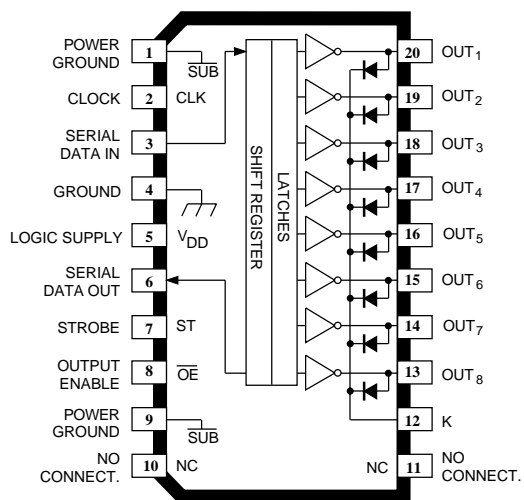 POWER
GROUND
1
SUB
CLOCK
2
CLK
SERIAL
DATA IN
3
GROUND
4
LOGIC SUPPLY
5
VDD
SERIAL
DATA OUT
6
STROBE
7
ST
OUTPUT
ENABLE
8
OE
POWER
GROUND
9
SUB
NO
CONNECT.
10
NC
SHIFT REGISTER
LATCHES
20
OUT1
19
OUT2
18
OUT3
17
OUT4
16
OUT5
15
OUT6
14
OUT7
13
OUT8
12
K
NC
11
NO
CONNECT.